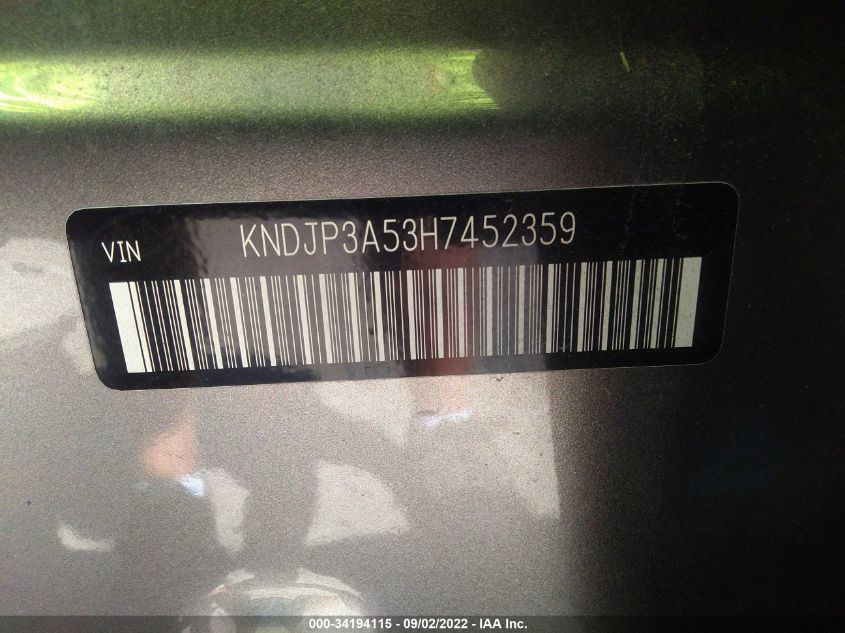 VIN KNDJP3A53H7452359
000-34194115 - 09/02/2022 - IAA Inc.